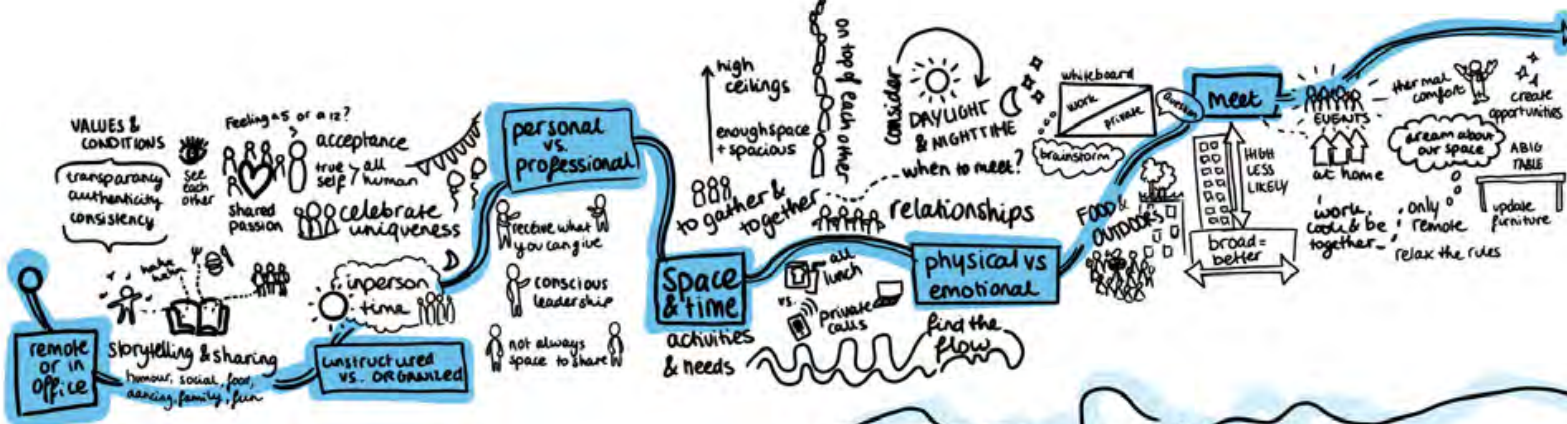 VALUES &
CONDITIONS
transparancy
authenticity
consistency
see
each
other
Feeling a 5 or a 12?
acceptance
true
self
all
human
shared
passion
celebrate
uniqueness
haha
haha
remote
or in
office
storytelling & sharing
humour, social, food,
dancing, family, fun
inperson
time
unstructured
VS. ORGANIZED
personal
vs.
professional
receive what
you can give
conscious
leadership
not always
space to share
high
ceilings
enough space
+ spacious
on top of each other
to gather &
together
space
& time
activities
& needs
all
lunch
vs.
private
calls
find the
flow
consider
DAYLIGHT
& NIGHTTIME
when to meet?
relationships
physical vs
emotional
whiteboard
work
private
brainstorm
FOOD &
OUTDOORS
meet
HIGH
LESS
LIKELY
broad =
better
EVENTS
at home
work,
cook & be
together
only
remote
relax the rules
thermal
comfort
create
opportunities
dream about
our space
A BIG
TABLE
update
furniture